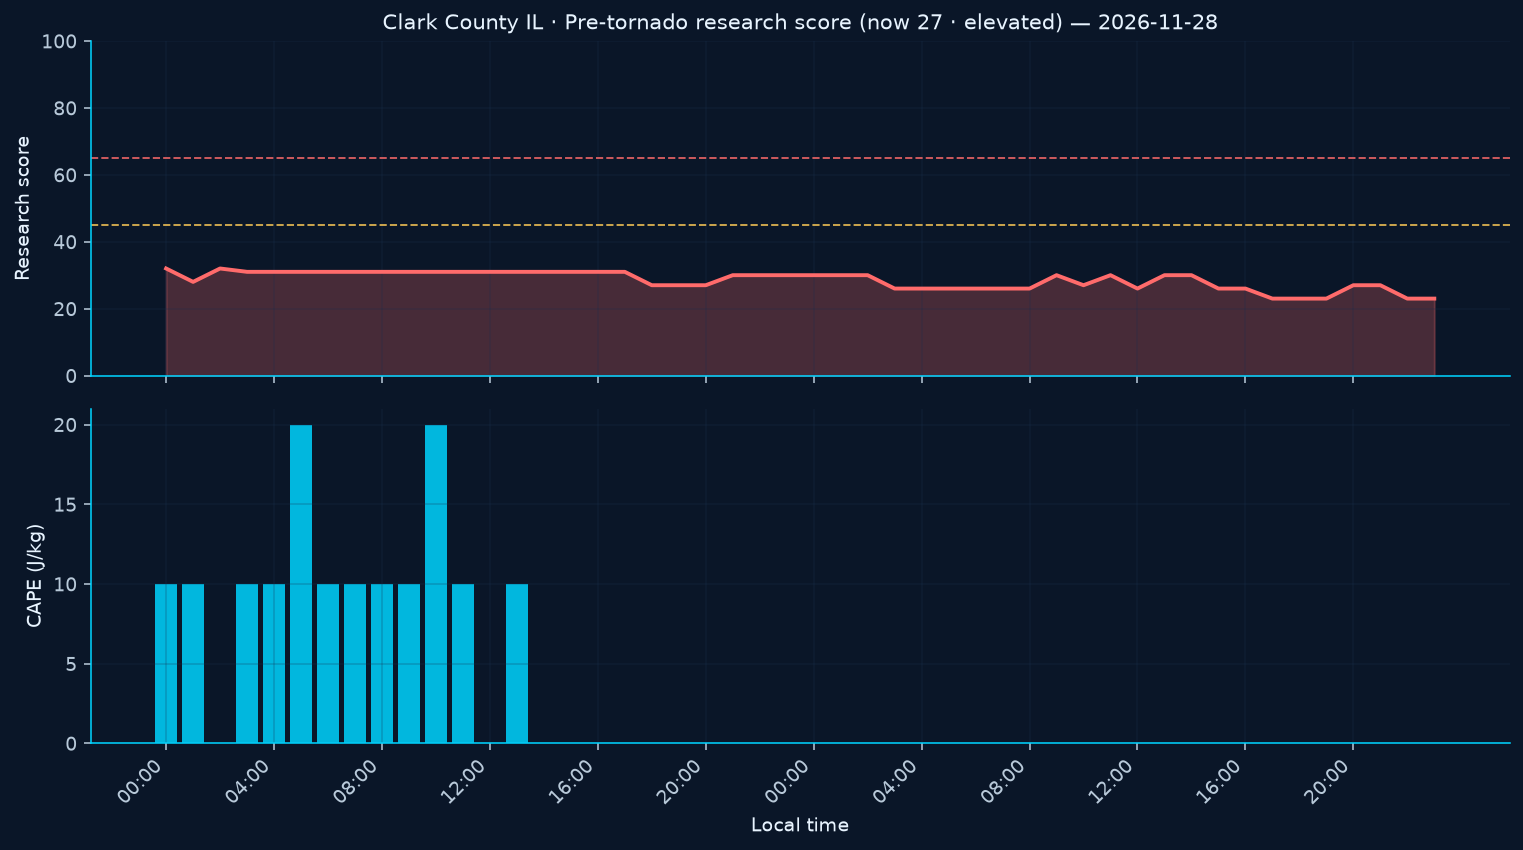 Clark County IL · Pre-tornado research score (now 27 · elevated) — 2026-11-28
Research score
100
80
60
40
20
0
CAPE (J/kg)
20
15
10
5
0
00:00 04:00 08:00 12:00 16:00 20:00 00:00 04:00 08:00 12:00 16:00 20:00
Local time